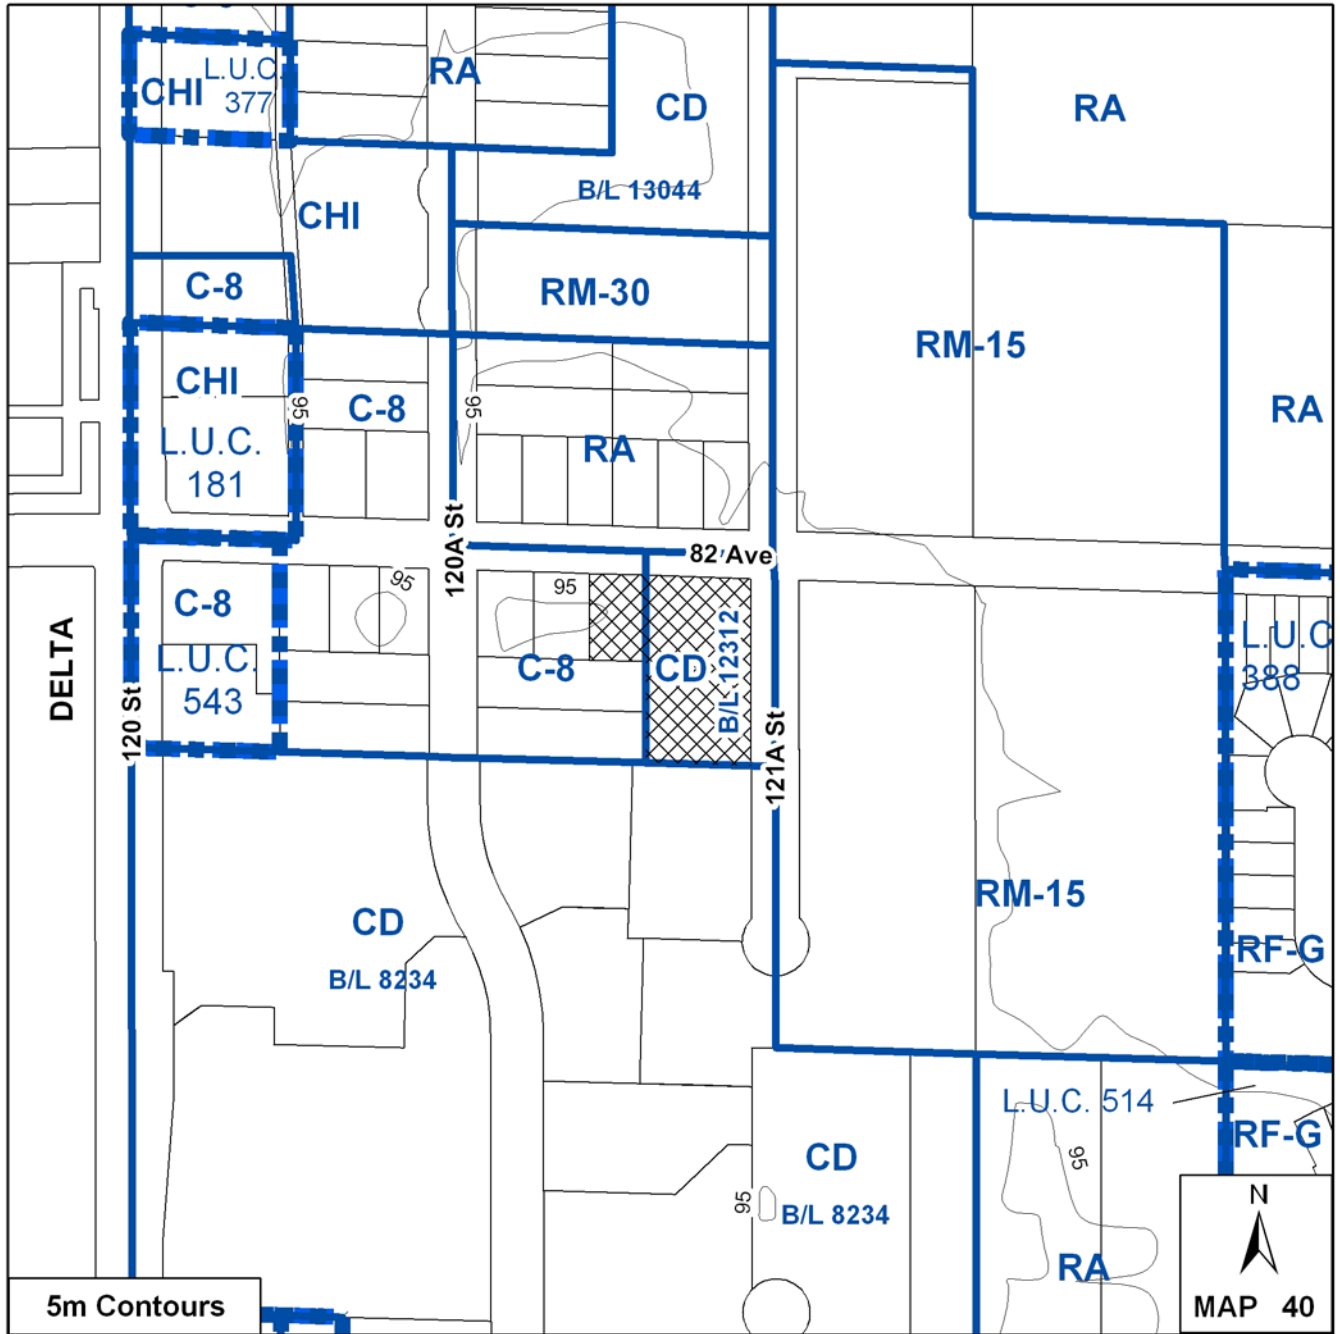 C-8
L.U.C.
CHI
377
RA
CD
RA
B/L 13044
CHI
C-8
RM-30
RM-15
CHI
95
C-8
95
RA
L.U.C.
181
RA
120A St
82 Ave
95
95
C-8
B/L 12312
L.U.C
388
L.U.C.
543
C-8
CD
DELTA
120 St
121A St
CD
B/L 8234
RM-15
RF-G
L.U.C. 514
RF-G
CD
95
95
B/L 8234
RA
N
MAP 40
5m Contours